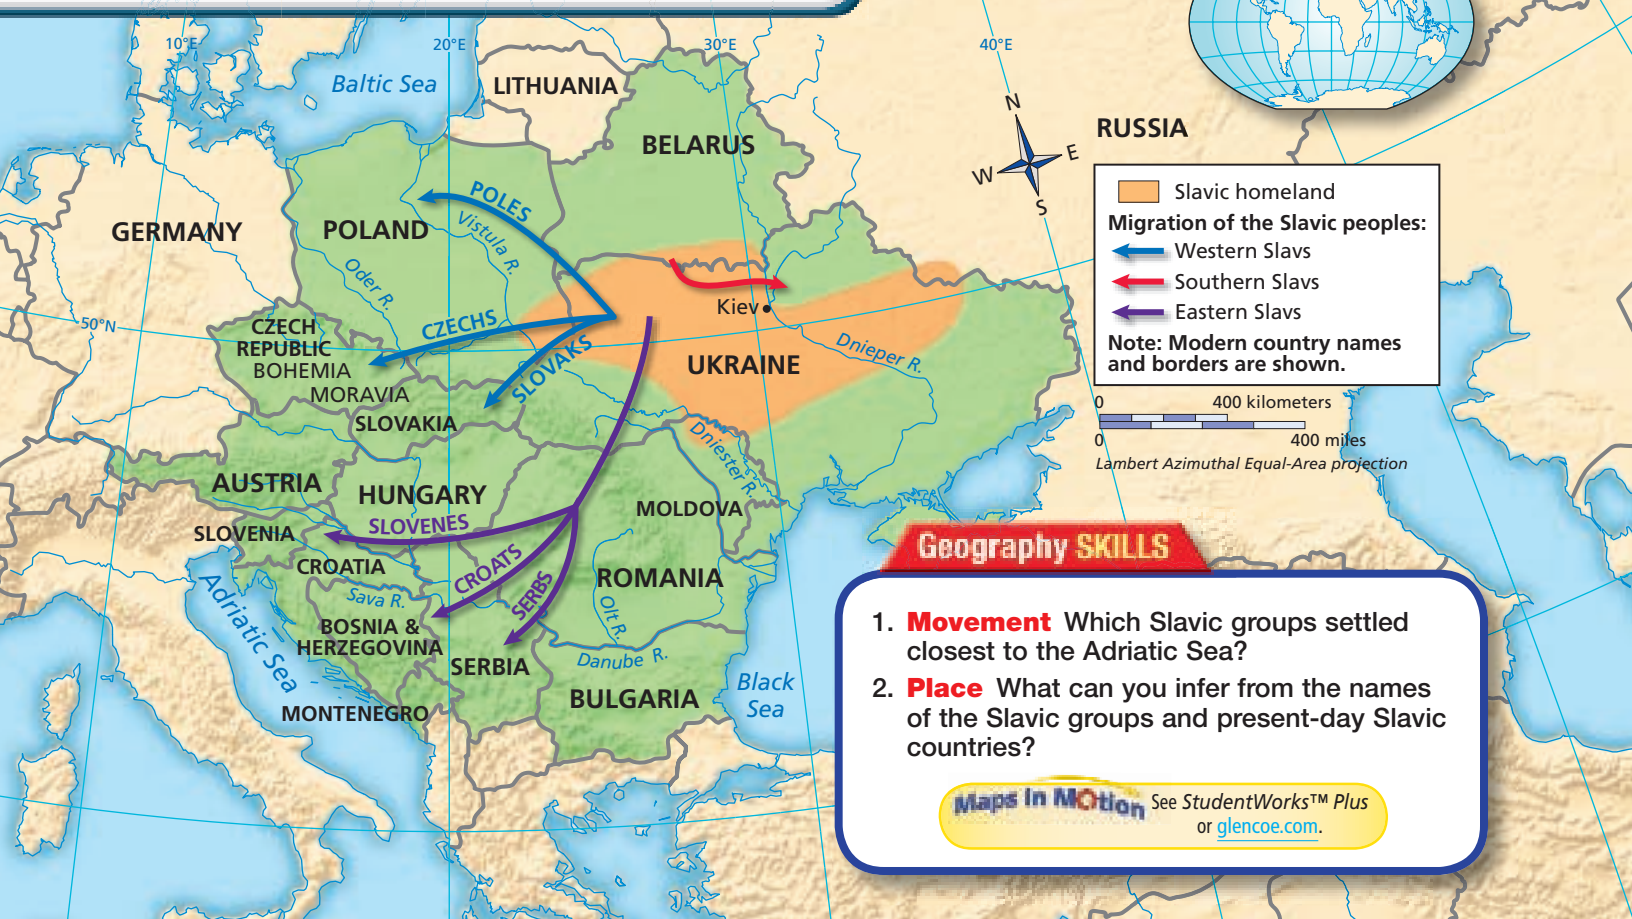 10°E
20°E
30°E
40°E
Baltic Sea
LITHUANIA
BELARUS
RUSSIA
N
E
W
S
POLES
Vistula R.
GERMANY
POLAND
Oder R.
Slavic homeland
Migration of the Slavic peoples:
Western Slavs
Southern Slavs
Eastern Slavs
Note: Modern country names
and borders are shown.
0 400 kilometers
0 400 miles
Lambert Azimuthal Equal-Area projection
50°N
CZECHS
Kiev
CZECH
REPUBLIC
BOHEMIA
MORAVIA
SLOVAKS
UKRAINE
Dnieper R.
SLOVAKIA
Dniester R.
AUSTRIA
HUNGARY
MOLDOVA
SLOVENES
SLOVENIA
CROATIA
CROATS
SERBS
ROMANIA
Adriatic Sea
Sava R.
Olt R.
BOSNIA &
HERZEGOVINA
SERBIA
Danube R.
BULGARIA
Black
Sea
MONTENEGRO
Geography SKILLS
1. Movement Which Slavic groups settled
closest to the Adriatic Sea?
2. Place What can you infer from the names
of the Slavic groups and present-day Slavic
countries?
Maps In Motion See StudentWorks™ Plus
or glencoe.com.